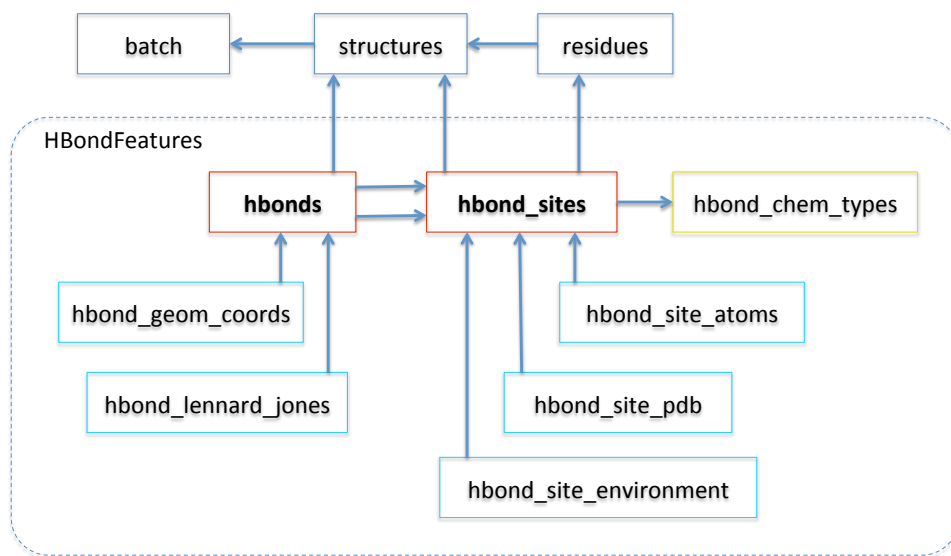 batch
structures
residues
HBondFeatures
hbonds
hbond_sites
hbond_chem_types
hbond_geom_coords
hbond_site_atoms
hbond_lennard_jones
hbond_site_pdb
hbond_site_environment